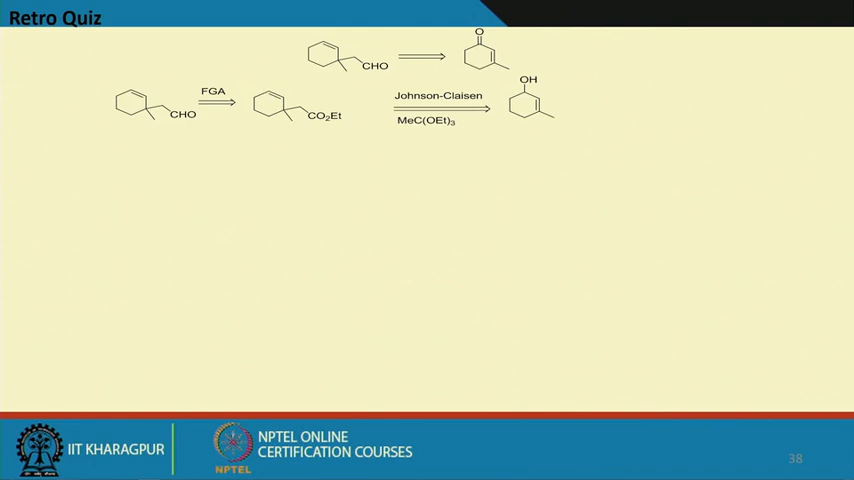 Retro Quiz
O
CHO
OH
FGA
Johnson-Claisen
CHO
CO2Et
MeC(OEt)3
IIT KHARAGPUR
NPTEL
NPTEL ONLINE
CERTIFICATION COURSES
38